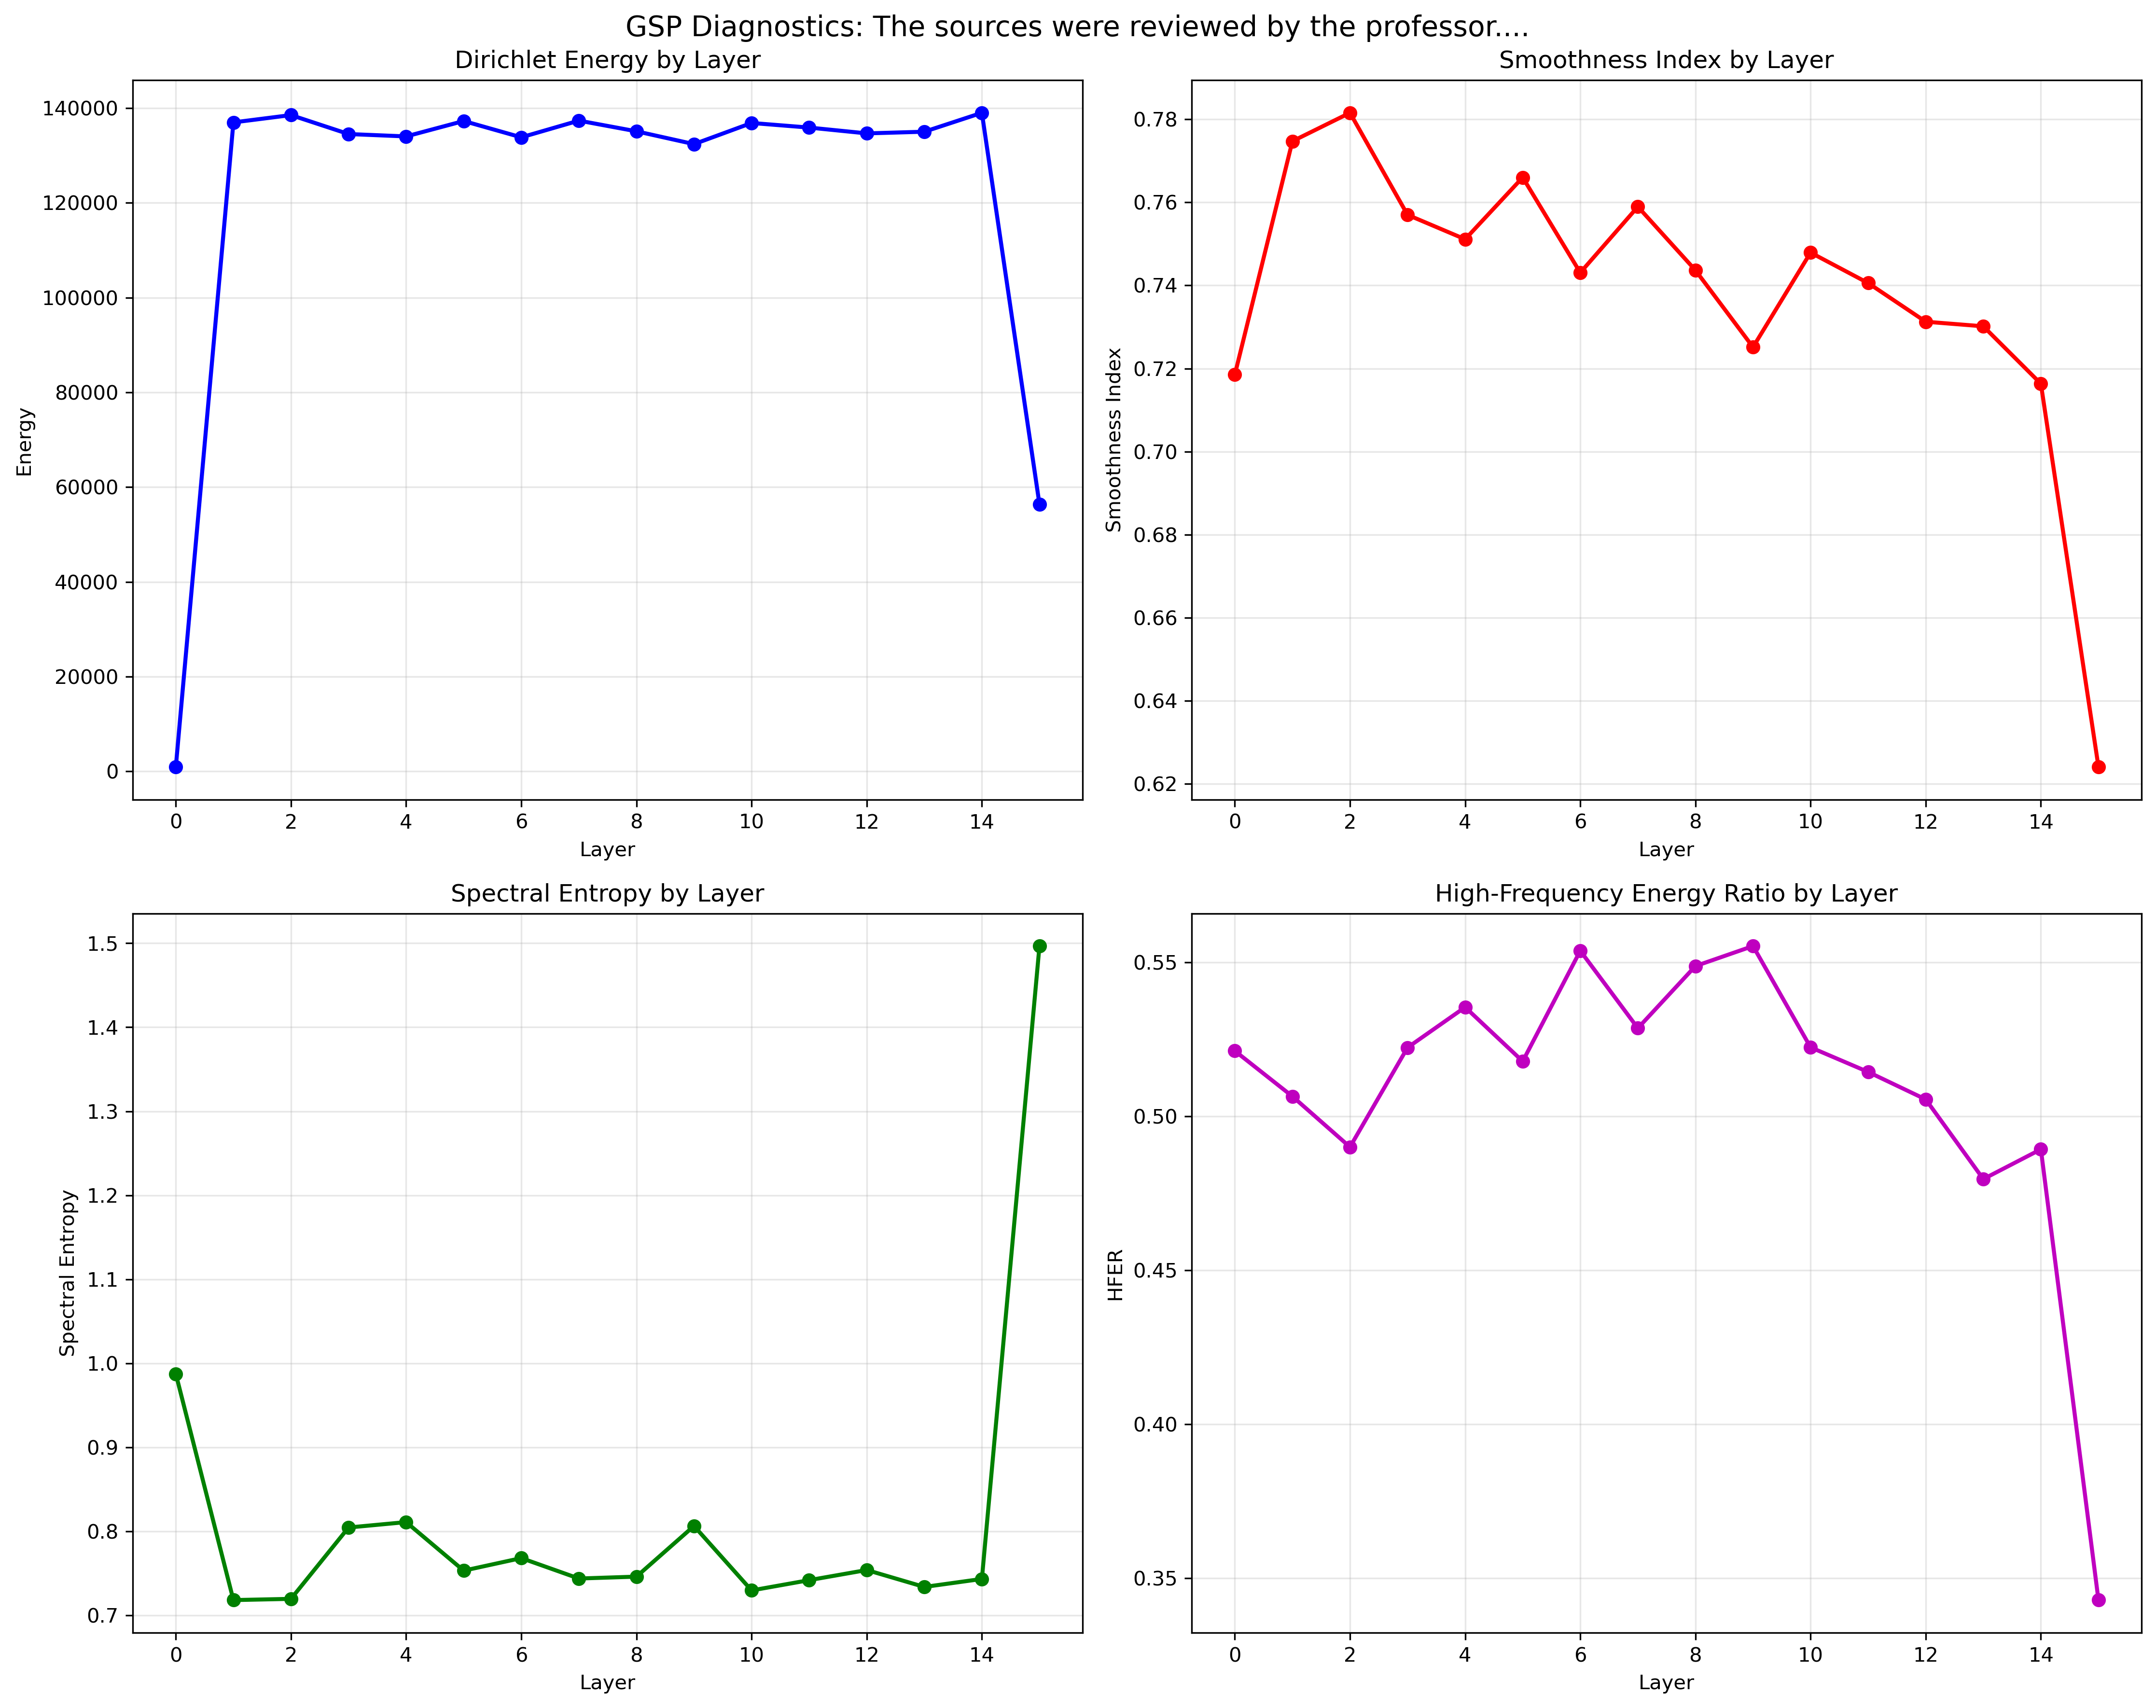 GSP Diagnostics: The sources were reviewed by the professor....
Dirichlet Energy by Layer
Energy
140000
120000
100000
80000
60000
40000
20000
0
0 2 4 6 8 10 12 14
Layer
Smoothness Index by Layer
Smoothness Index
0.78
0.76
0.74
0.72
0.70
0.68
0.66
0.64
0.62
0 2 4 6 8 10 12 14
Layer
Spectral Entropy by Layer
Spectral Entropy
1.5
1.4
1.3
1.2
1.1
1.0
0.9
0.8
0.7
0 2 4 6 8 10 12 14
Layer
High-Frequency Energy Ratio by Layer
HFER
0.55
0.50
0.45
0.40
0.35
0 2 4 6 8 10 12 14
Layer